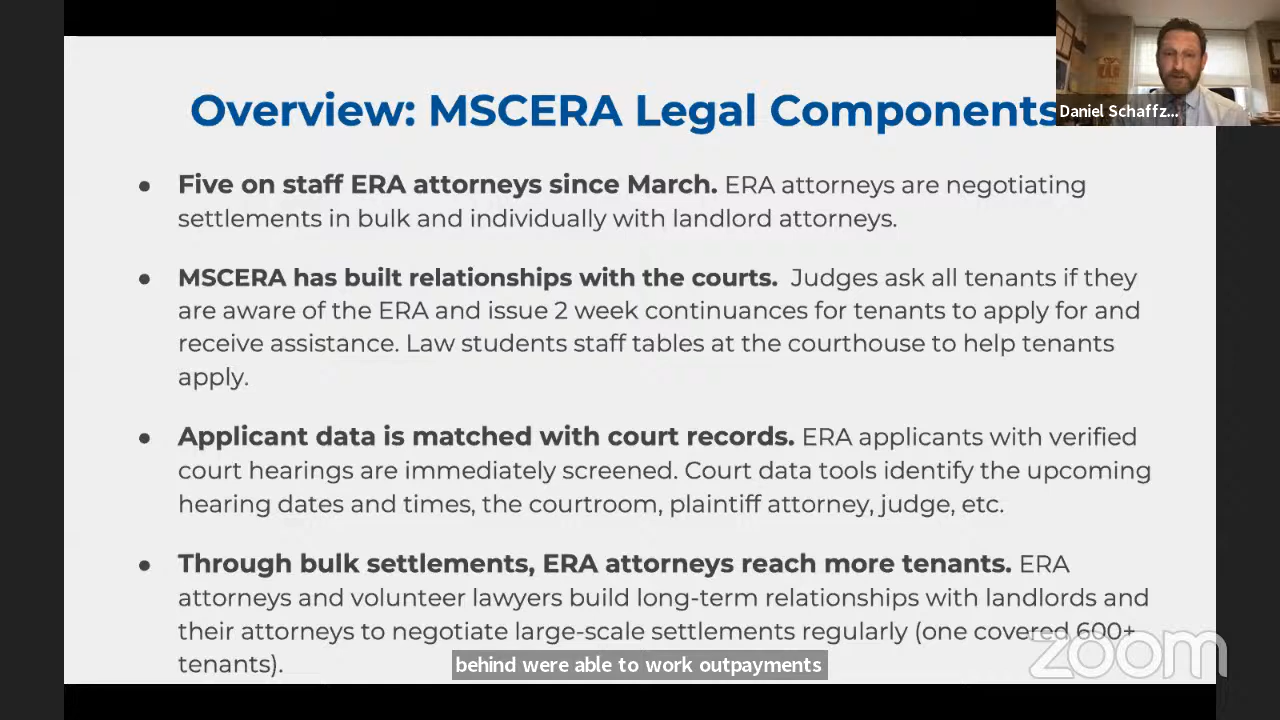 Overview: MSCERA Legal Components
Daniel Schaffz...
● Five on staff ERA attorneys since March. ERA attorneys are negotiating
settlements in bulk and individually with landlord attorneys.
● MSCERA has built relationships with the courts. Judges ask all tenants if they
are aware of the ERA and issue 2 week continuances for tenants to apply for and
receive assistance. Law students staff tables at the courthouse to help tenants
apply.
● Applicant data is matched with court records. ERA applicants with verified
court hearings are immediately screened. Court data tools identify the upcoming
hearing dates and times, the courtroom, plaintiff attorney, judge, etc.
● Through bulk settlements, ERA attorneys reach more tenants. ERA
attorneys and volunteer lawyers build long-term relationships with landlords and
their attorneys to negotiate large-scale settlements regularly (one covered 600+
tenants).
behind were able to work outpayments
zoom